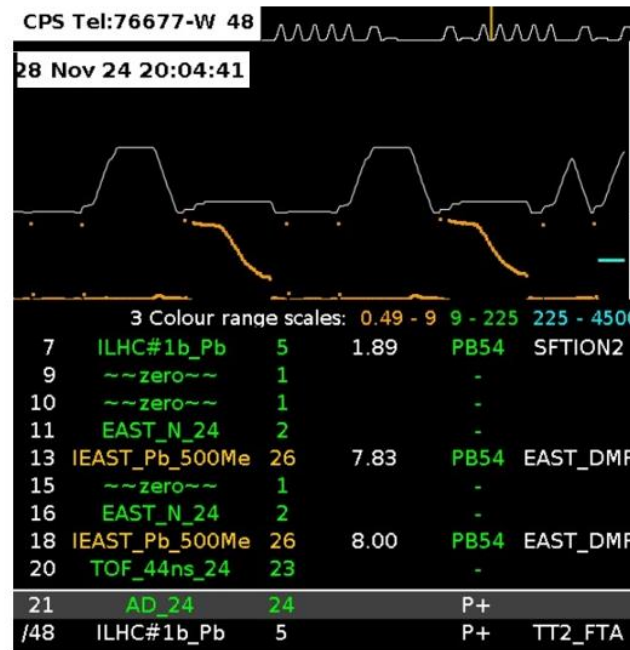 CPS Tel:76677-W 48
28 Nov 24 20:04:41
3 Colour range scales: 0.49 - 9 9 - 225 225 - 4500
7 ILHC#1b_Pb 5 1.89 PB54 SFTION2
9 ~~zero~~ 1 -
10 ~~zero~~ 1 -
11 EAST_N_24 2 -
13 IEAST_Pb_500Me 26 7.83 PB54 EAST_DMP
15 ~~zero~~ 1 -
16 EAST_N_24 2 -
18 IEAST_Pb_500Me 26 8.00 PB54 EAST_DMP
20 TOF_44ns_24 23 -
21 AD_24 24 P+
/48 ILHC#1b_Pb 5 P+ TT2_FTA